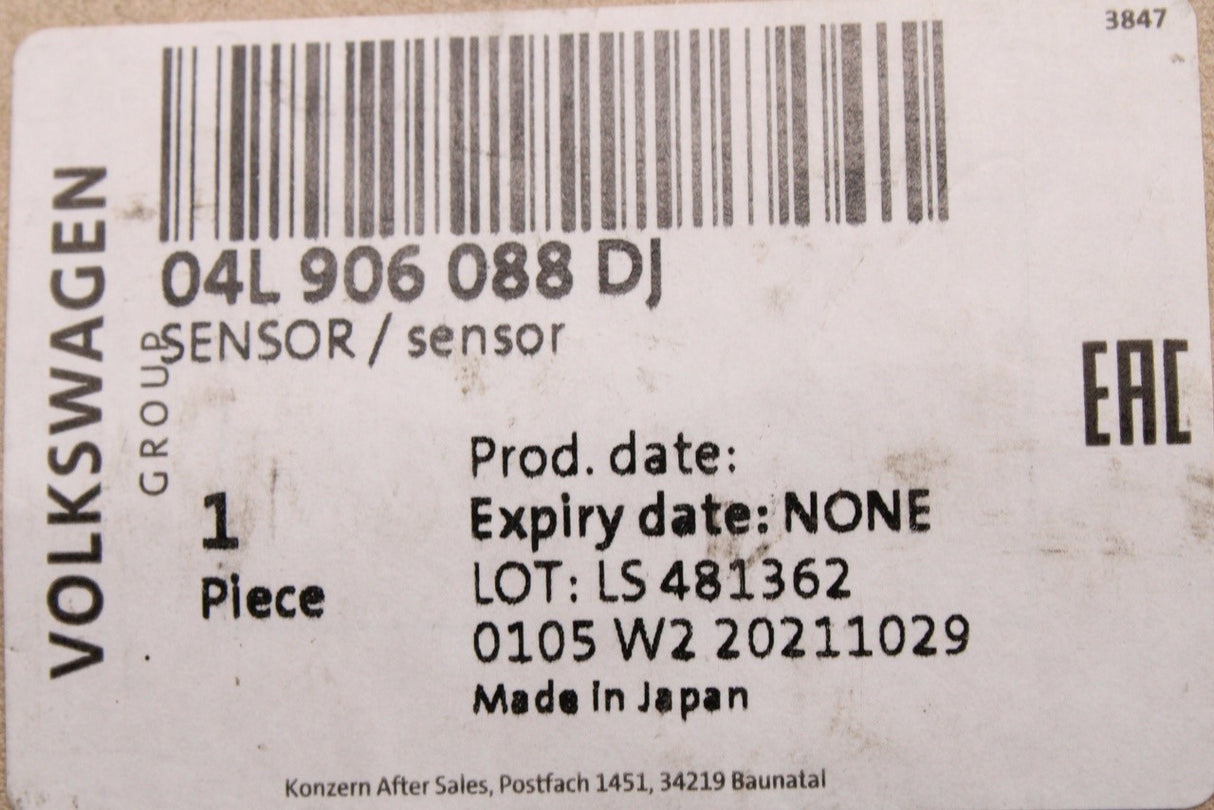 3847
VOLKSWAGEN
GROUP
04L 906 088 DJ
SENSOR / sensor
EAC
1
Piece
Prod. date:
Expiry date: NONE
LOT: LS 481362
0105 W2 20211029
Made in Japan
Konzern After Sales, Postfach 1451, 34219 Baunatal